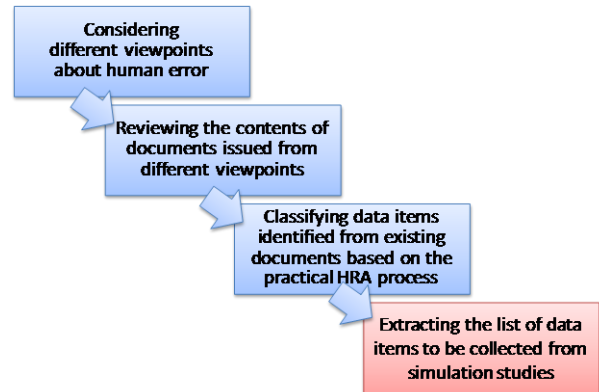 Considering
different viewpoints
about human error
Reviewing the contents of
documents issued from
different viewpoints
Classifying data items
identified from existing
documents based on the
practical HRA process
Extracting the list of data
items to be collected from
simulation studies